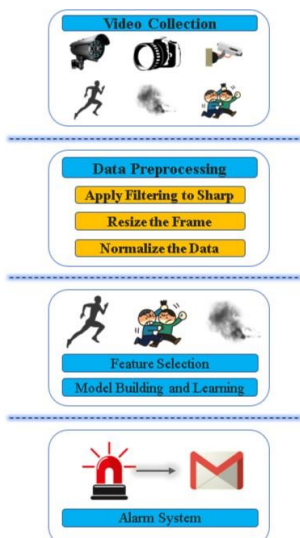 Video Collection
Data Preprocessing
Apply Filtering to Sharp
Resize the Frame
Normalize the Data
Feature Selection
Model Building and Learning
Alarm System